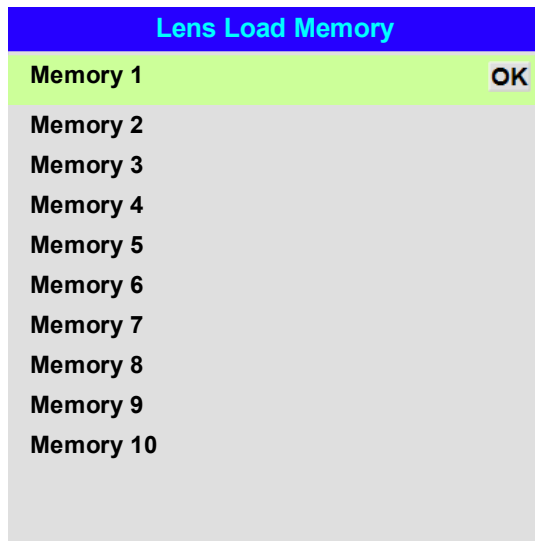 Lens Load Memory
Memory 1 OK
Memory 2
Memory 3
Memory 4
Memory 5
Memory 6
Memory 7
Memory 8
Memory 9
Memory 10